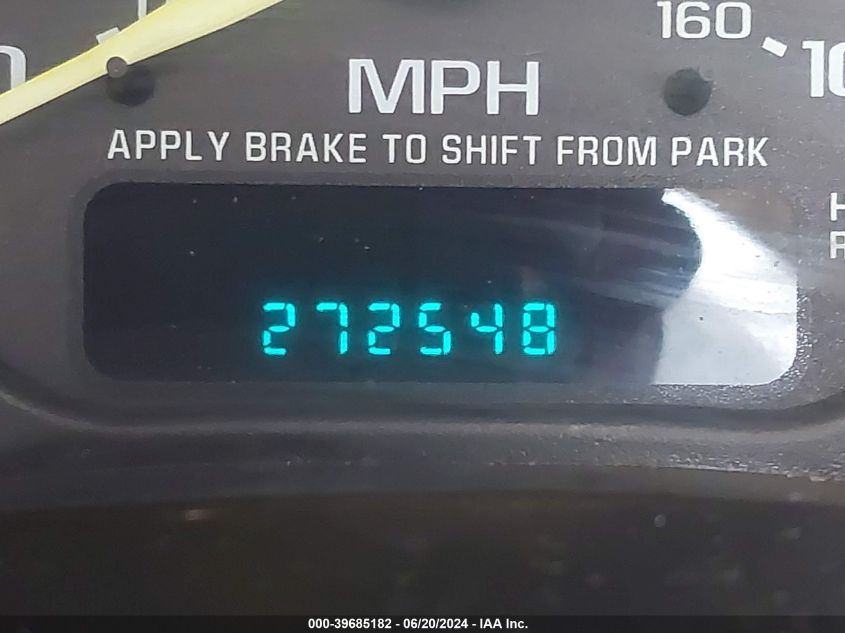 160
MPH
APPLY BRAKE TO SHIFT FROM PARK
272548
000-39685182 - 06/20/2024 - IAA Inc.